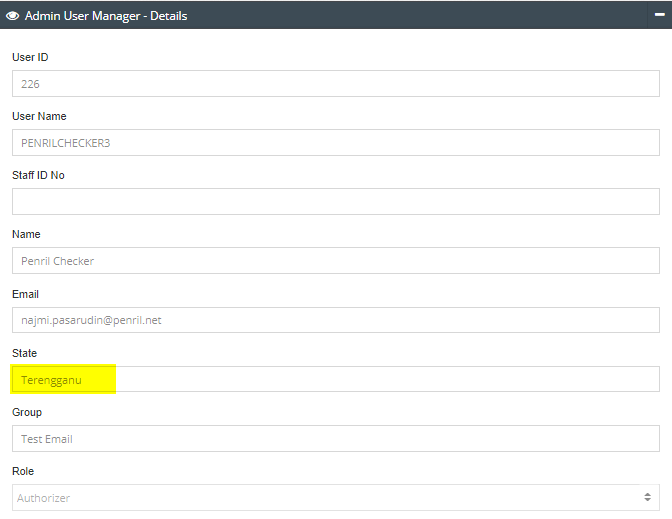 Admin User Manager - Details
User ID
226
User Name
PENRILCHECKER3
Staff ID No
Name
Penril Checker
Email
najmi.pasarudin@penril.net
State
Terengganu
Group
Test Email
Role
Authorizer